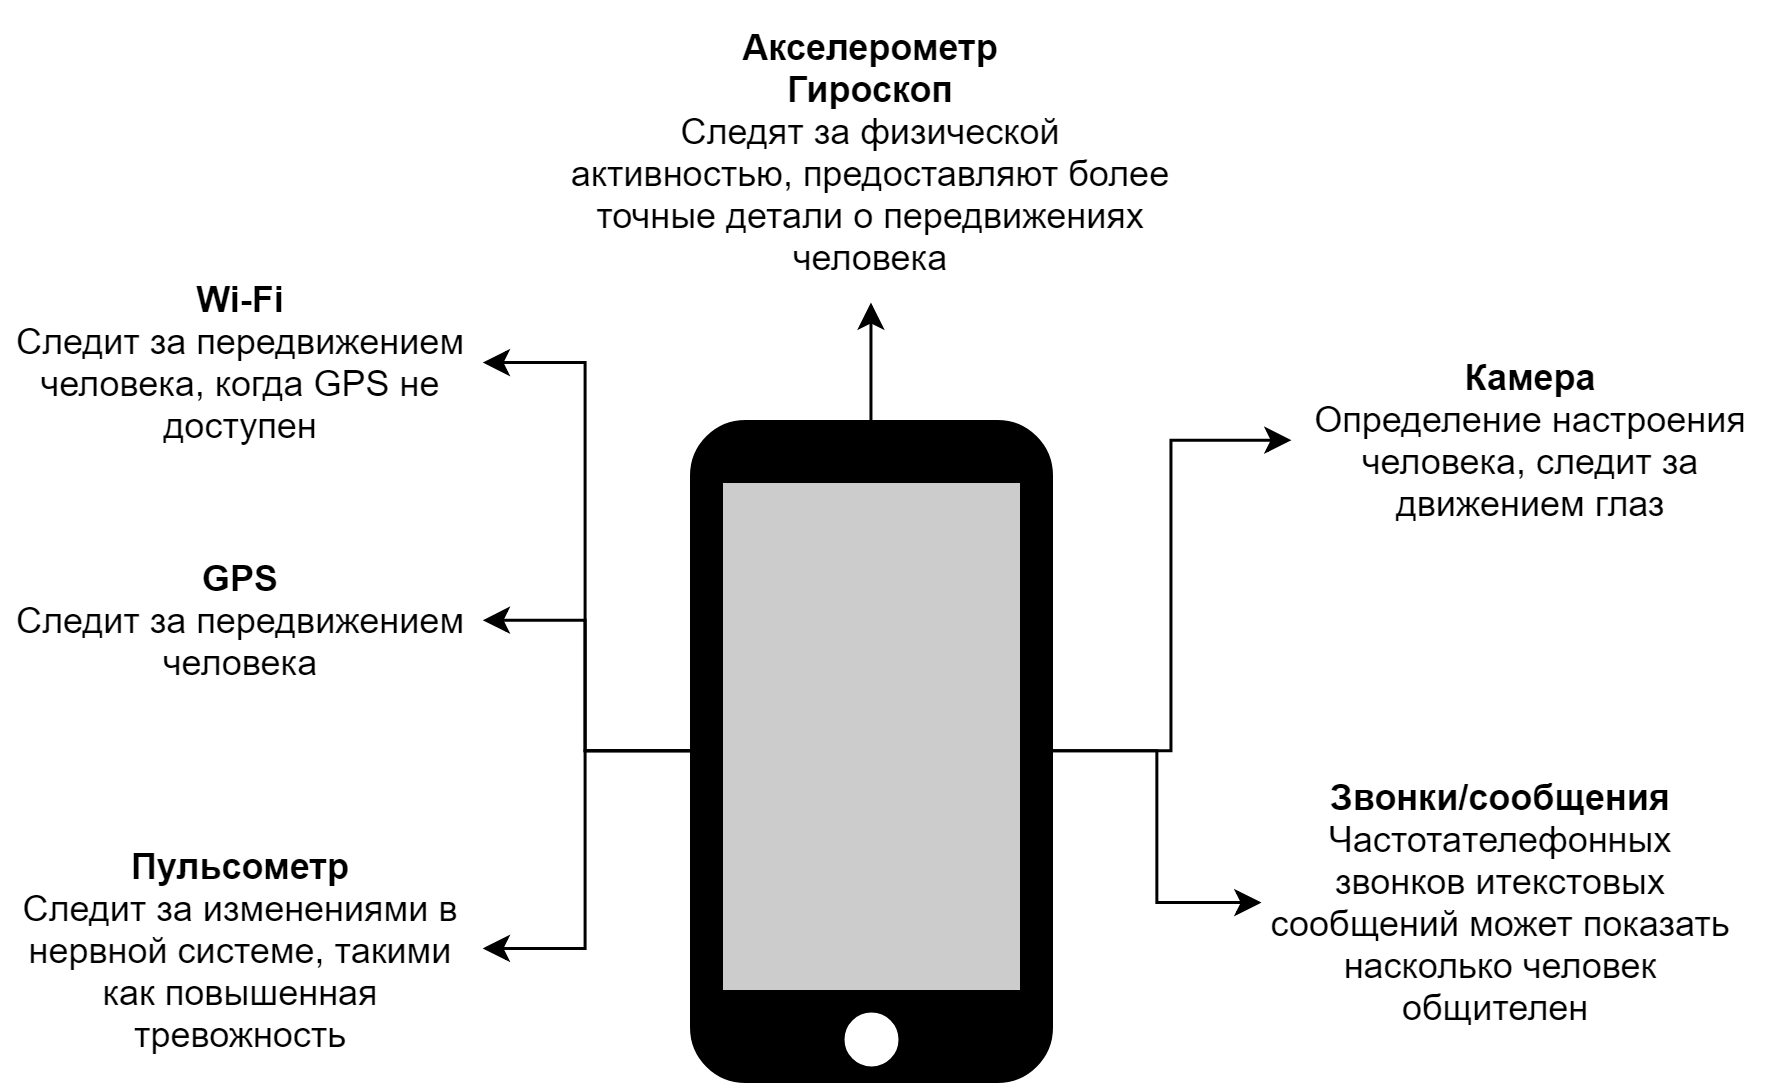 Акселерометр
Гироскоп
Следят за физической
активностью, предоставляют более
точные детали о передвижениях
человека
Wi-Fi
Следит за передвижением
человека, когда GPS не
доступен
GPS
Следит за передвижением
человека
Пульсометр
Следит за изменениями в
нервной системе, такими
как повышенная
тревожность
Камера
Определение настроения
человека, следит за
движением глаз
Звонки/сообщения
Частотателефонных
звонков итекстовых
сообщений может показать
насколько человек
общителен